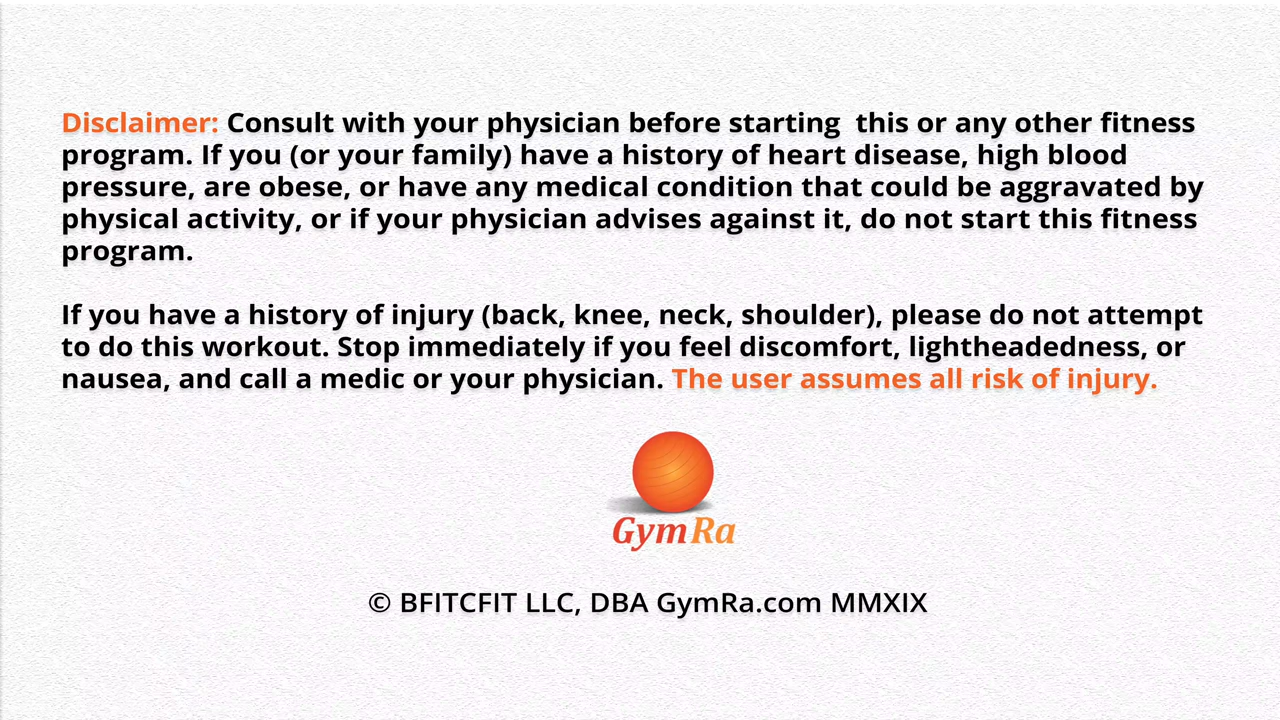 Disclaimer: Consult with your physician before starting  this or any other fitness
program. If you (or your family) have a history of heart disease, high blood
pressure, are obese, or have any medical condition that could be aggravated by
physical activity, or if your physician advises against it, do not start this fitness
program.
If you have a history of injury (back, knee, neck, shoulder), please do not attempt
to do this workout. Stop immediately if you feel discomfort, lightheadedness, or
nausea, and call a medic or your physician. The user assumes all risk of injury.
GymRa
© BFITCFIT LLC, DBA GymRa.com MMXIX